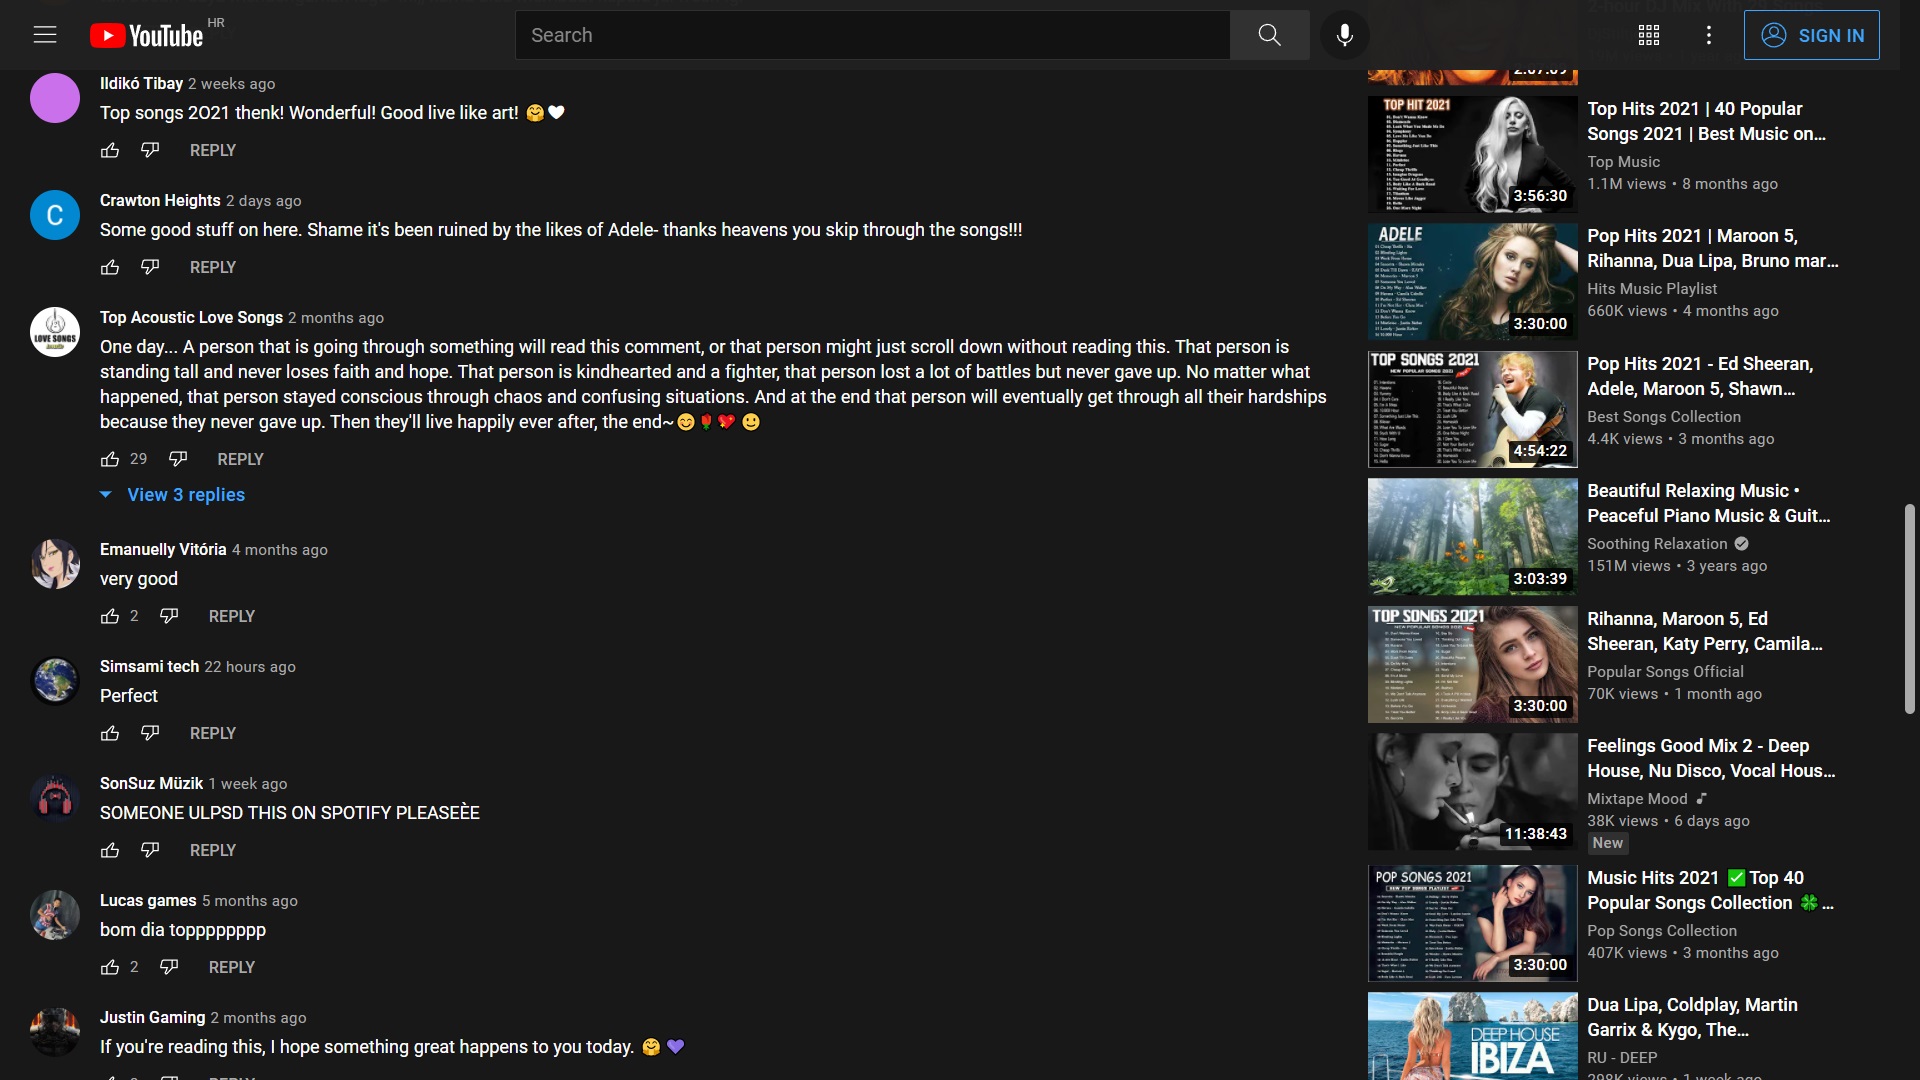 YouTube HR
Search
SIGN IN
Ildikó Tibay 2 weeks ago
Top songs 2O21 thenk! Wonderful! Good live like art! 🤗🤍
REPLY
Crawton Heights 2 days ago
Some good stuff on here. Shame it's been ruined by the likes of Adele- thanks heavens you skip through the songs!!!
REPLY
C
Top Acoustic Love Songs 2 months ago
One day... A person that is going through something will read this comment, or that person might just scroll down without reading this. That person is
standing tall and never loses faith and hope. That person is kindhearted and a fighter, that person lost a lot of battles but never gave up. No matter what
happened, that person stayed conscious through chaos and confusing situations. And at the end that person will eventually get through all their hardships
because they never gave up. Then they'll live happily ever after, the end~😊🌹💖🙂
29 REPLY
LOVE SONGS
View 3 replies
Emanuelly Vitória 4 months ago
very good
2 REPLY
Simsami tech 22 hours ago
Perfect
REPLY
SonSuz Müzik 1 week ago
SOMEONE ULPSD THIS ON SPOTIFY PLEASEÈE
REPLY
Lucas games 5 months ago
bom dia topppppppp
2 REPLY
Justin Gaming 2 months ago
If you're reading this, I hope something great happens to you today. 🤗💜
TOP HIT 2021
3:56:30
Top Hits 2021 | 40 Popular
Songs 2021 | Best Music on...
Top Music
1.1M views • 8 months ago
ADELE
3:30:00
Pop Hits 2021 | Maroon 5,
Rihanna, Dua Lipa, Bruno mar...
Hits Music Playlist
660K views • 4 months ago
TOP SONGS 2021
4:54:22
Pop Hits 2021 - Ed Sheeran,
Adele, Maroon 5, Shawn...
Best Songs Collection
4.4K views • 3 months ago
3:03:39
Beautiful Relaxing Music •
Peaceful Piano Music & Guit...
Soothing Relaxation
151M views • 3 years ago
TOP SONGS 2021
3:30:00
Rihanna, Maroon 5, Ed
Sheeran, Katy Perry, Camila...
Popular Songs Official
70K views • 1 month ago
11:38:43
Feelings Good Mix 2 - Deep
House, Nu Disco, Vocal Hous...
Mixtape Mood
38K views • 6 days ago
New
POP SONGS 2021
3:30:00
Music Hits 2021 ✅ Top 40
Popular Songs Collection 🍀 ...
Pop Songs Collection
407K views • 3 months ago
DEEP HOUSE
IBIZA
Dua Lipa, Coldplay, Martin
Garrix & Kygo, The...
RU - DEEP
298K views • 1 week ago